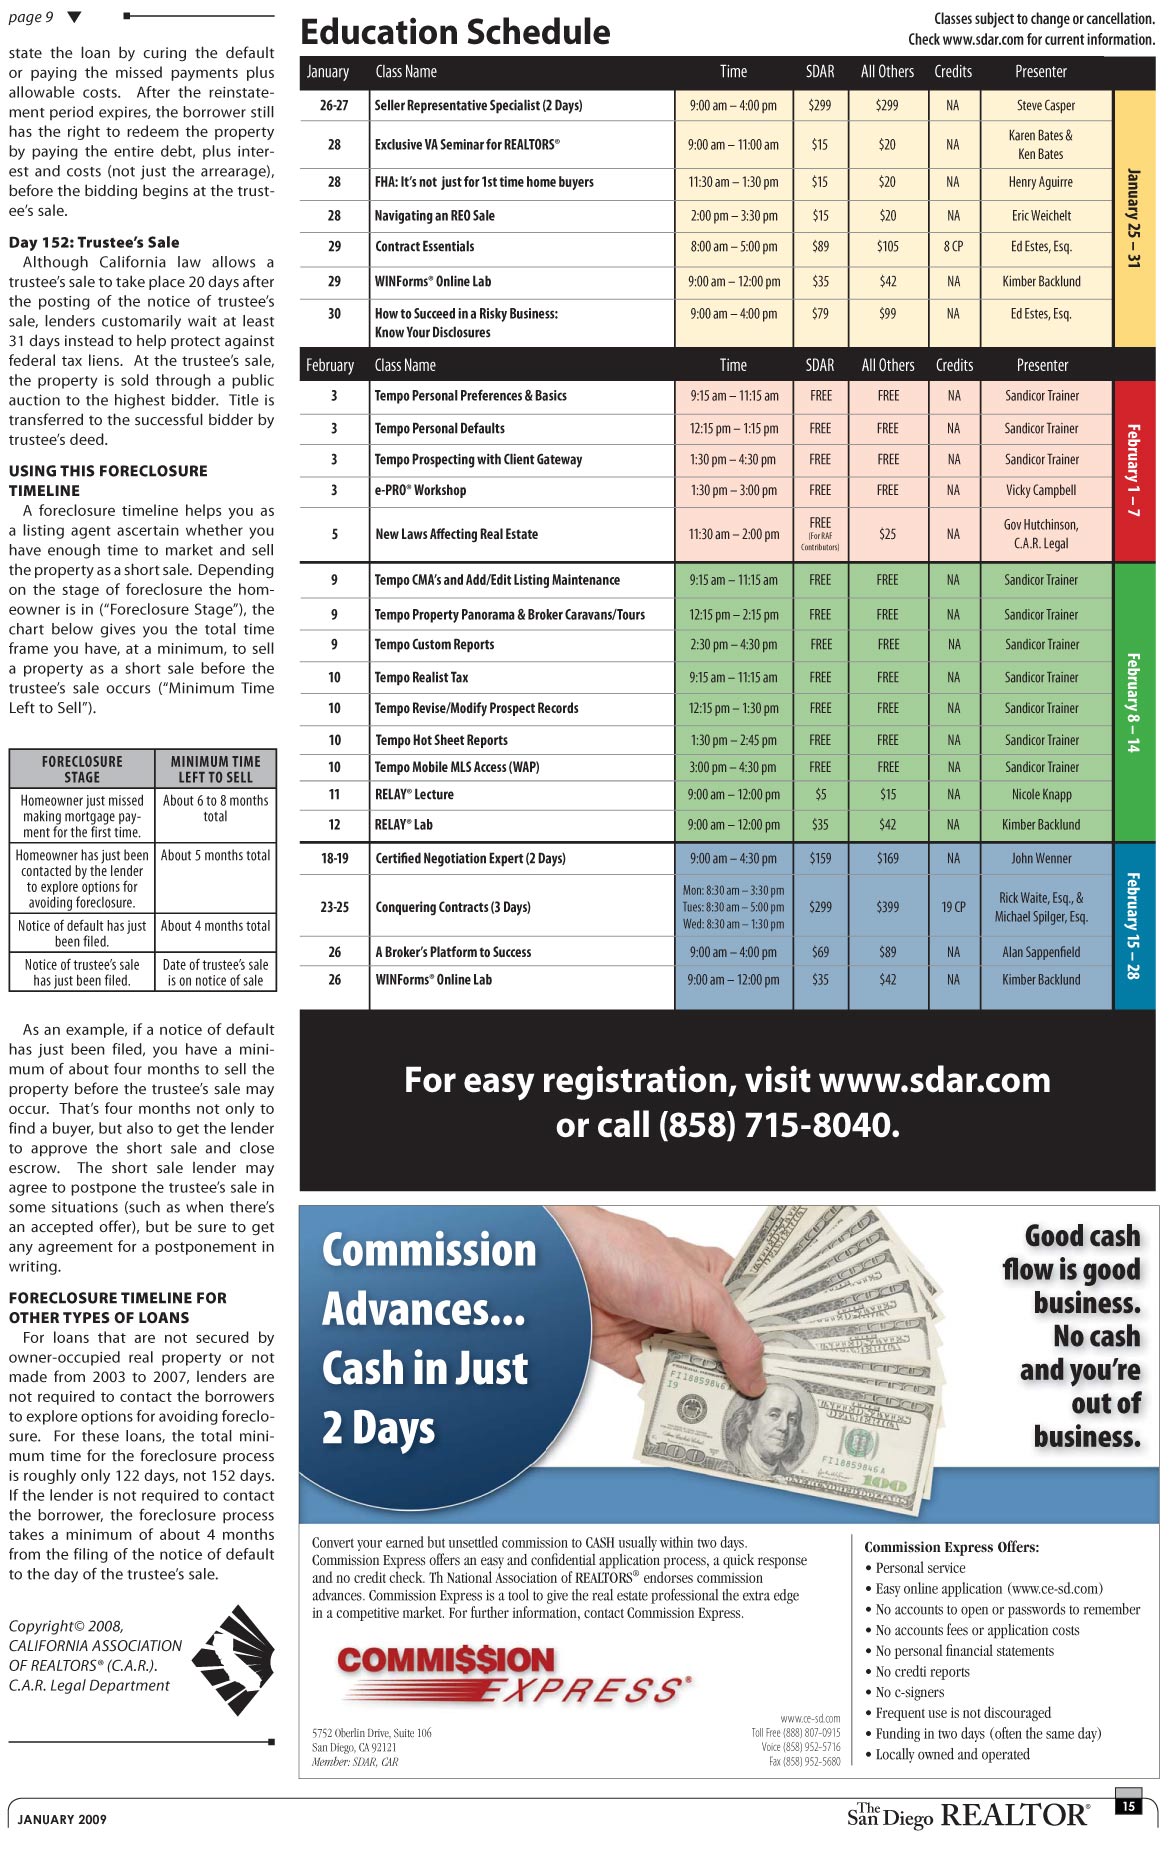 page 9 ▼
state the loan by curing the default
or paying the missed payments plus
allowable costs. After the reinstate-
ment period expires, the borrower still
has the right to redeem the property
by paying the entire debt, plus inter-
est and costs (not just the arrearage),
before the bidding begins at the trust-
ee's sale.
Day 152: Trustee's Sale
Although California law allows a
trustee's sale to take place 20 days after
the posting of the notice of trustee's
sale, lenders customarily wait at least
31 days instead to help protect against
federal tax liens. At the trustee's sale,
the property is sold through a public
auction to the highest bidder. Title is
transferred to the successful bidder by
trustee's deed.
USING THIS FORECLOSURE
TIMELINE
A foreclosure timeline helps you as
a listing agent ascertain whether you
have enough time to market and sell
the property as a short sale. Depending
on the stage of foreclosure the hom-
eowner is in ("Foreclosure Stage"), the
chart below gives you the total time
frame you have, at a minimum, to sell
a property as a short sale before the
trustee's sale occurs ("Minimum Time
Left to Sell").
FORECLOSURE STAGE MINIMUM TIME LEFT TO SELL
Homeowner just missed making mortgage pay-ment for the first time. About 6 to 8 months total
Homeowner has just been contacted by the lender to explore options for avoiding foreclosure. About 5 months total
Notice of default has just been filed. About 4 months total
Notice of trustee's sale has just been filed. Date of trustee's sale is on notice of sale
As an example, if a notice of default
has just been filed, you have a mini-
mum of about four months to sell the
property before the trustee's sale may
occur. That's four months not only to
find a buyer, but also to get the lender
to approve the short sale and close
escrow. The short sale lender may
agree to postpone the trustee's sale in
some situations (such as when there's
an accepted offer), but be sure to get
any agreement for a postponement in
writing.
FORECLOSURE TIMELINE FOR
OTHER TYPES OF LOANS
For loans that are not secured by
owner-occupied real property or not
made from 2003 to 2007, lenders are
not required to contact the borrowers
to explore options for avoiding foreclo-
sure. For these loans, the total mini-
mum time for the foreclosure process
is roughly only 122 days, not 152 days.
If the lender is not required to contact
the borrower, the foreclosure process
takes a minimum of about 4 months
from the filing of the notice of default
to the day of the trustee's sale.
Copyright© 2008,
CALIFORNIA ASSOCIATION
OF REALTORS® (C.A.R.).
C.A.R. Legal Department
Education Schedule
Classes subject to change or cancellation.
Check www.sdar.com for current information.
January Class Name Time SDAR All Others Credits Presenter
26-27 Seller Representative Specialist (2 Days) 9:00 am – 4:00 pm $299 $299 NA Steve Casper
28 Exclusive VA Seminar for REALTORS® 9:00 am – 11:00 am $15 $20 NA Karen Bates & Ken Bates
28 FHA: It's not just for 1st time home buyers 11:30 am – 1:30 pm $15 $20 NA Henry Aguirre
28 Navigating an REO Sale 2:00 pm – 3:30 pm $15 $20 NA Eric Weichelt
29 Contract Essentials 8:00 am – 5:00 pm $89 $105 8 CP Ed Estes, Esq.
29 WINForms® Online Lab 9:00 am – 12:00 pm $35 $42 NA Kimber Backlund
30 How to Succeed in a Risky Business: Know Your Disclosures 9:00 am – 4:00 pm $79 $99 NA Ed Estes, Esq.
January 25 – 31
February Class Name Time SDAR All Others Credits Presenter
3 Tempo Personal Preferences & Basics 9:15 am – 11:15 am FREE FREE NA Sandicor Trainer
3 Tempo Personal Defaults 12:15 pm – 1:15 pm FREE FREE NA Sandicor Trainer
3 Tempo Prospecting with Client Gateway 1:30 pm – 4:30 pm FREE FREE NA Sandicor Trainer
3 e-PRO® Workshop 1:30 pm – 3:00 pm FREE FREE NA Vicky Campbell
5 New Laws Affecting Real Estate 11:30 am – 2:00 pm FREE (For RAF Contributors) $25 NA Gov Hutchinson, C.A.R. Legal
February 1 – 7
9 Tempo CMA's and Add/Edit Listing Maintenance 9:15 am – 11:15 am FREE FREE NA Sandicor Trainer
9 Tempo Property Panorama & Broker Caravans/Tours 12:15 pm – 2:15 pm FREE FREE NA Sandicor Trainer
9 Tempo Custom Reports 2:30 pm – 4:30 pm FREE FREE NA Sandicor Trainer
10 Tempo Realist Tax 9:15 am – 11:15 am FREE FREE NA Sandicor Trainer
10 Tempo Revise/Modify Prospect Records 12:15 pm – 1:30 pm FREE FREE NA Sandicor Trainer
10 Tempo Hot Sheet Reports 1:30 pm – 2:45 pm FREE FREE NA Sandicor Trainer
10 Tempo Mobile MLS Access (WAP) 3:00 pm – 4:30 pm FREE FREE NA Sandicor Trainer
11 RELAY® Lecture 9:00 am – 12:00 pm $5 $15 NA Nicole Knapp
12 RELAY® Lab 9:00 am – 12:00 pm $35 $42 NA Kimber Backlund
February 8 – 14
18-19 Certified Negotiation Expert (2 Days) 9:00 am – 4:30 pm $159 $169 NA John Wenner
23-25 Conquering Contracts (3 Days) Mon: 8:30 am – 3:30 pm Tues: 8:30 am – 5:00 pm Wed: 8:30 am – 1:30 pm $299 $399 19 CP Rick Waite, Esq., & Michael Spilger, Esq.
26 A Broker's Platform to Success 9:00 am – 4:00 pm $69 $89 NA Alan Sappenfield
26 WINForms® Online Lab 9:00 am – 12:00 pm $35 $42 NA Kimber Backlund
February 15 – 28
For easy registration, visit www.sdar.com
or call (858) 715-8040.
Commission
Advances...
Cash in Just
2 Days
FI18859846A
I9
FI18859846A
100
100
ONE HUNDRED DOLLARS
Good cash
flow is good
business.
No cash
and you're
out of
business.
Convert your earned but unsettled commission to CASH usually within two days.
Commission Express offers an easy and confidential application process, a quick response
and no credit check. Th National Association of REALTORS® endorses commission
advances. Commission Express is a tool to give the real estate professional the extra edge
in a competitive market. For further information, contact Commission Express.
COMMI$$ION
EXPRESS®
5752 Oberlin Drive, Suite 106
San Diego, CA 92121
Member: SDAR, CAR
www.ce-sd.com
Toll Free (888) 807-0915
Voice (858) 952-5716
Fax (858) 952-5680
Commission Express Offers:
• Personal service
• Easy online application (www.ce-sd.com)
• No accounts to open or passwords to remember
• No accounts fees or application costs
• No personal financial statements
• No credti reports
• No c-signers
• Frequent use is not discouraged
• Funding in two days (often the same day)
• Locally owned and operated
JANUARY 2009
The San Diego REALTOR®
15